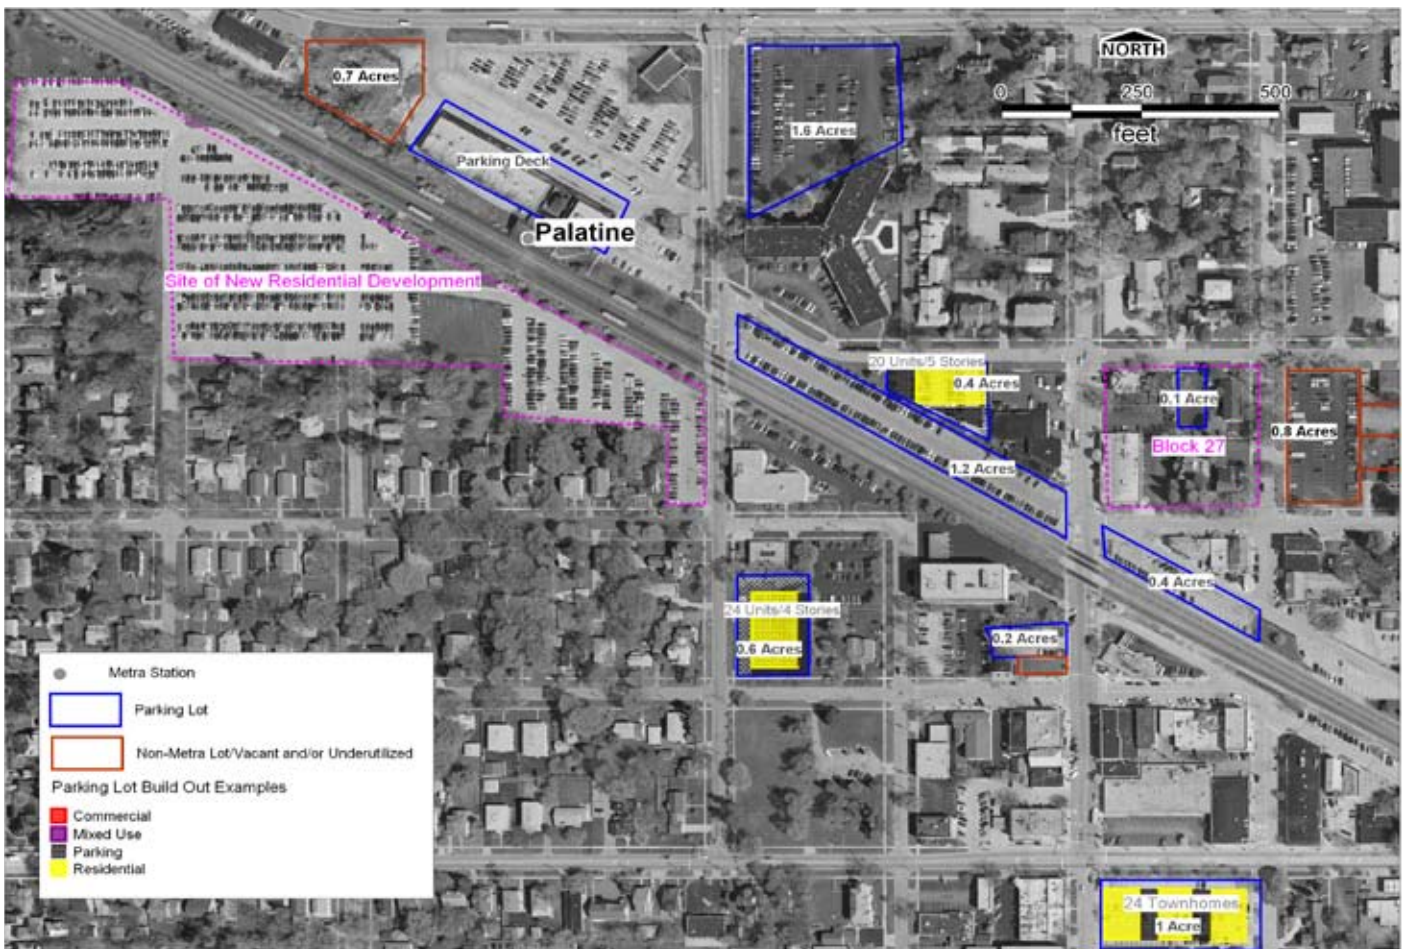 NORTH
0 250 500
feet
0.7 Acres
1.6 Acres
Parking Deck
Palatine
Site of New Residential Development
20 Units/5 Stories
0.4 Acres
0.1 Acre
Block 27
0.8 Acres
1.2 Acres
0.4 Acres
24 Units/4 Stories
0.6 Acres
0.2 Acres
24 Townhomes
1 Acre
Metra Station
Parking Lot
Non-Metra Lot/Vacant and/or Underutilized
Parking Lot Build Out Examples
Commercial
Mixed Use
Parking
Residential